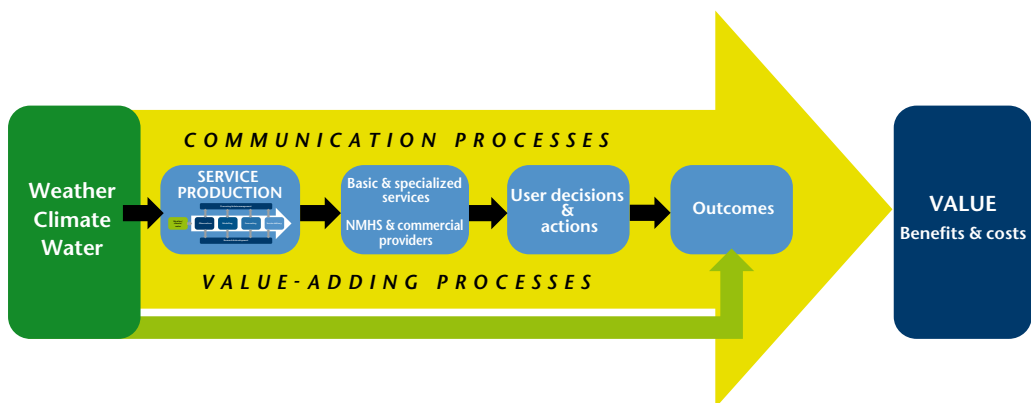 COMMUNICATION PROCESSES
Weather
Climate
Water
SERVICE
PRODUCTION
Basic & specialized
services
NMHS & commercial
providers
User decisions
&
actions
Outcomes
VALUE
Benefits & costs
VALUE-ADDING PROCESSES